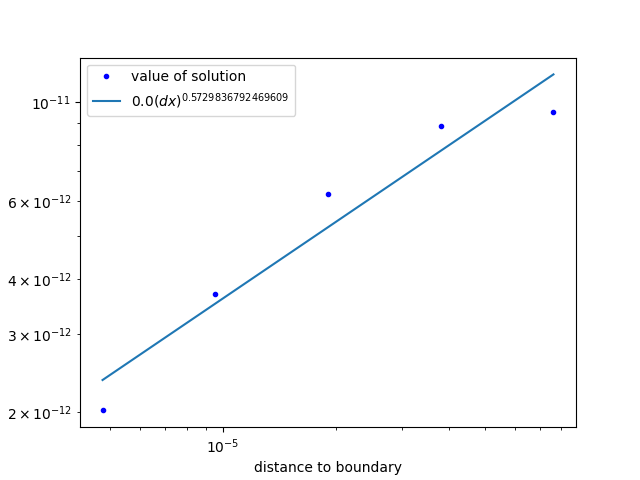 value of solution
0.0(dx)^0.5729836792469609
10^-11
6 × 10^-12
4 × 10^-12
3 × 10^-12
2 × 10^-12
10^-5
distance to boundary